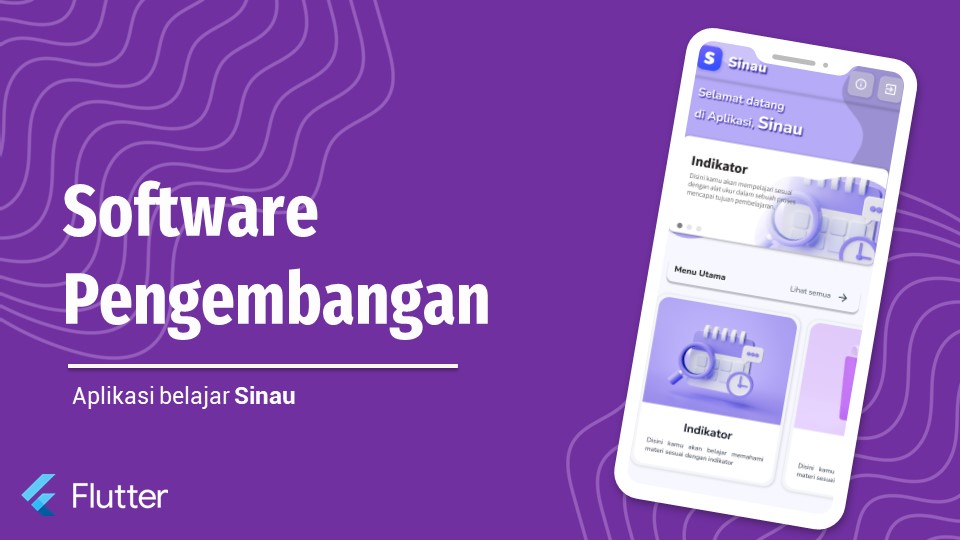 Software
Pengembangan
Aplikasi belajar Sinau
Flutter
S Sinau
Selamat datang
di Aplikasi, Sinau
Indikator
Disini kamu akan mempelajari sesuai
dengan alat ukur dalam sebuah proses
mencapai tujuan pembelajaran.
Menu Utama
Lihat semua
Indikator
Disini kamu akan belajar memahami
materi sesuai dengan indikator
Disini kamu
materi sesuai